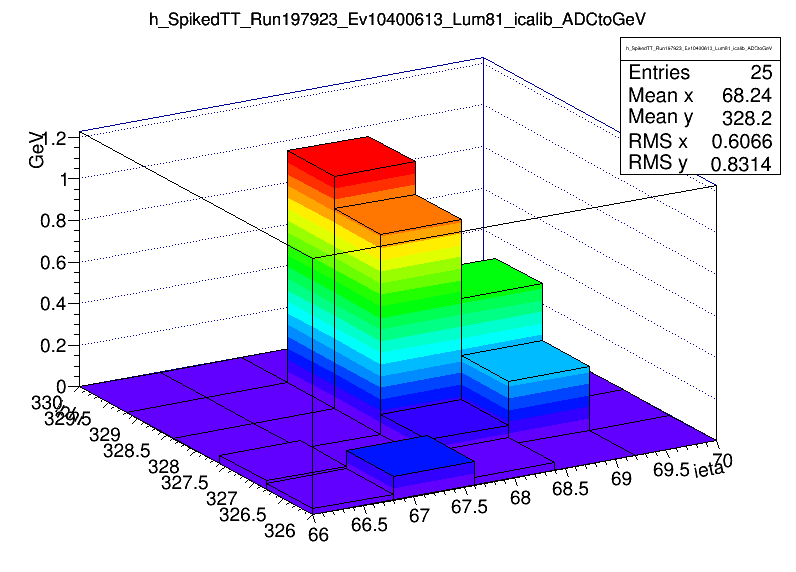 h_SpikedTT_Run197923_Ev10400613_Lum81_icalib_ADCtoGeV
h_SpikedTT_Run197923_Ev10400613_Lum81_icalib_ADCtoGeV
Entries 25
Mean x 68.24
Mean y 328.2
RMS x 0.6066
RMS y 0.8314
GeV
1.2
1
0.8
0.6
0.4
0.2
0
330
329.5
329
328.5
328
327.5
327
326.5
326
66
66.5
67
67.5
68
68.5
69
69.5
70
ieta